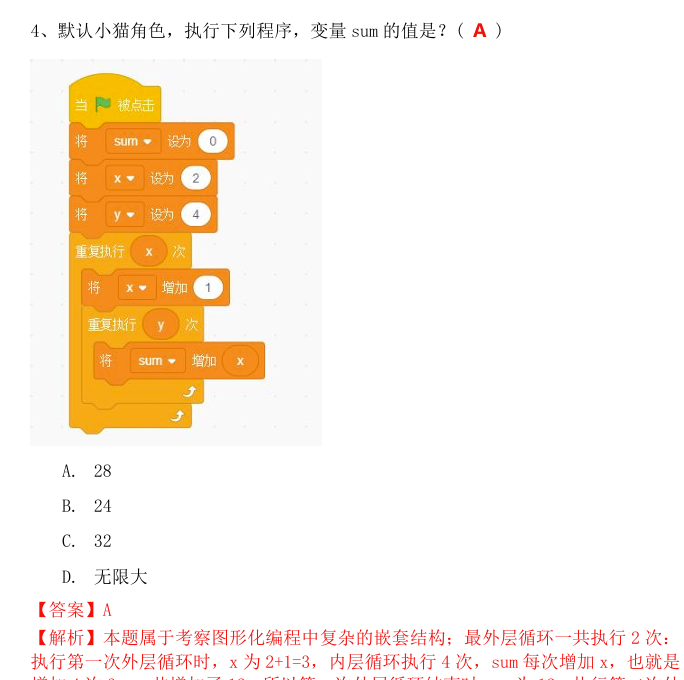 4、默认小猫角色，执行下列程序，变量 sum 的值是？（ A ）
当 被点击
将 sum 设为 0
将 x 设为 2
将 y 设为 4
重复执行 x 次
将 x 增加 1
重复执行 y 次
将 sum 增加 x
A. 28
B. 24
C. 32
D. 无限大
【答案】A
【解析】本题属于考察图形化编程中复杂的嵌套结构；最外层循环一共执行 2 次：
执行第一次外层循环时，x 为 2+1=3，内层循环执行 4 次，sum 每次增加 x，也就是